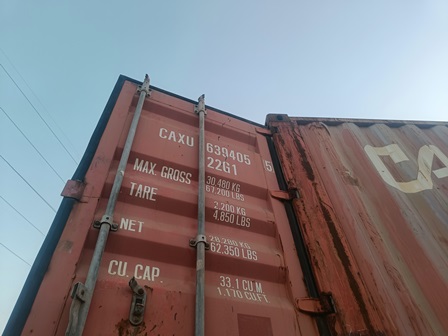 CAXU 639405 5
22G1
MAX. GROSS 30,480 KG
67,200 LBS
TARE 2,200 KG
4,850 LBS
NET 28,280 KG
62,350 LBS
CU. CAP 33.1 CU.M
1,170 CU.FT
CA